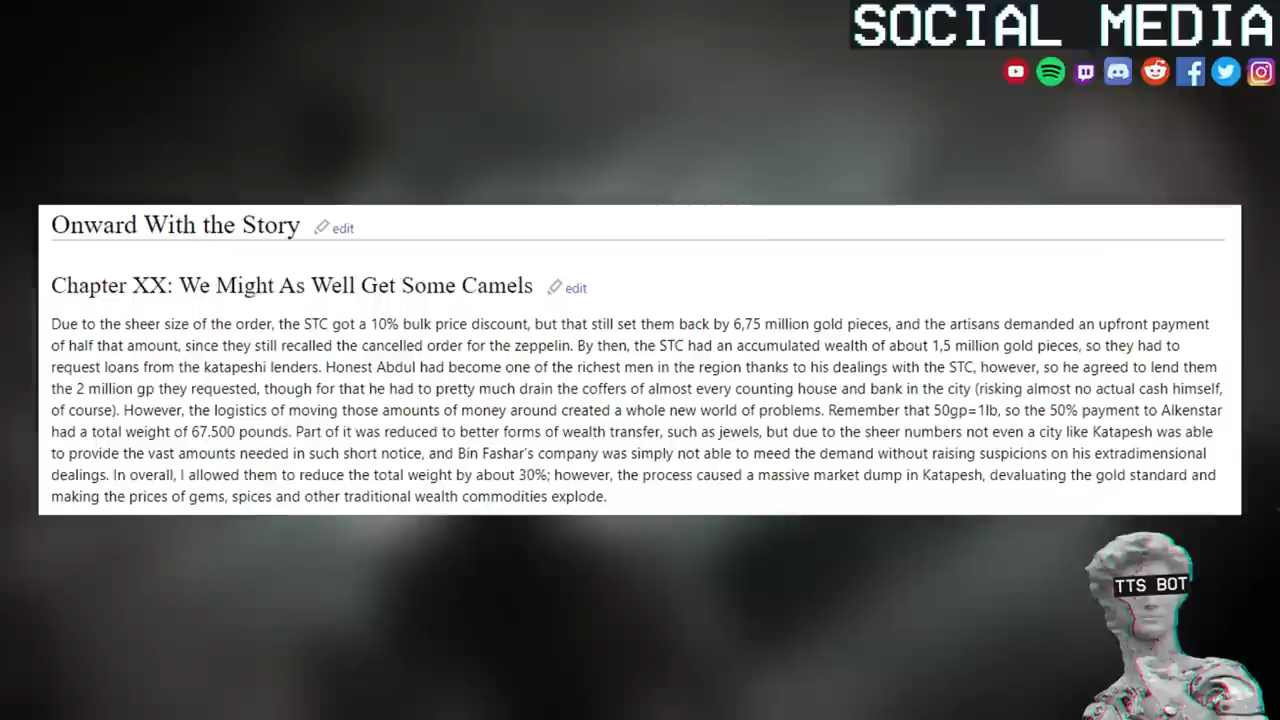 SOCIAL MEDIA
Onward With the Story edit
Chapter XX: We Might As Well Get Some Camels edit
Due to the sheer size of the order, the STC got a 10% bulk price discount, but that still set them back by 6,75 million gold pieces, and the artisans demanded an upfront payment
of half that amount, since they still recalled the cancelled order for the zeppelin. By then, the STC had an accumulated wealth of about 1,5 million gold pieces, so they had to
request loans from the katapeshi lenders. Honest Abdul had become one of the richest men in the region thanks to his dealings with the STC, however, so he agreed to lend them
the 2 million gp they requested, though for that he had to pretty much drain the coffers of almost every counting house and bank in the city (risking almost no actual cash himself,
of course). However, the logistics of moving those amounts of money around created a whole new world of problems. Remember that 50gp=1lb, so the 50% payment to Alkenstar
had a total weight of 67.500 pounds. Part of it was reduced to better forms of wealth transfer, such as jewels, but due to the sheer numbers not even a city like Katapesh was able
to provide the vast amounts needed in such short notice, and Bin Fashar's company was simply not able to meed the demand without raising suspicions on his extradimensional
dealings. In overall, I allowed them to reduce the total weight by about 30%; however, the process caused a massive market dump in Katapesh, devaluating the gold standard and
making the prices of gems, spices and other traditional wealth commodities explode.
TTS BOT